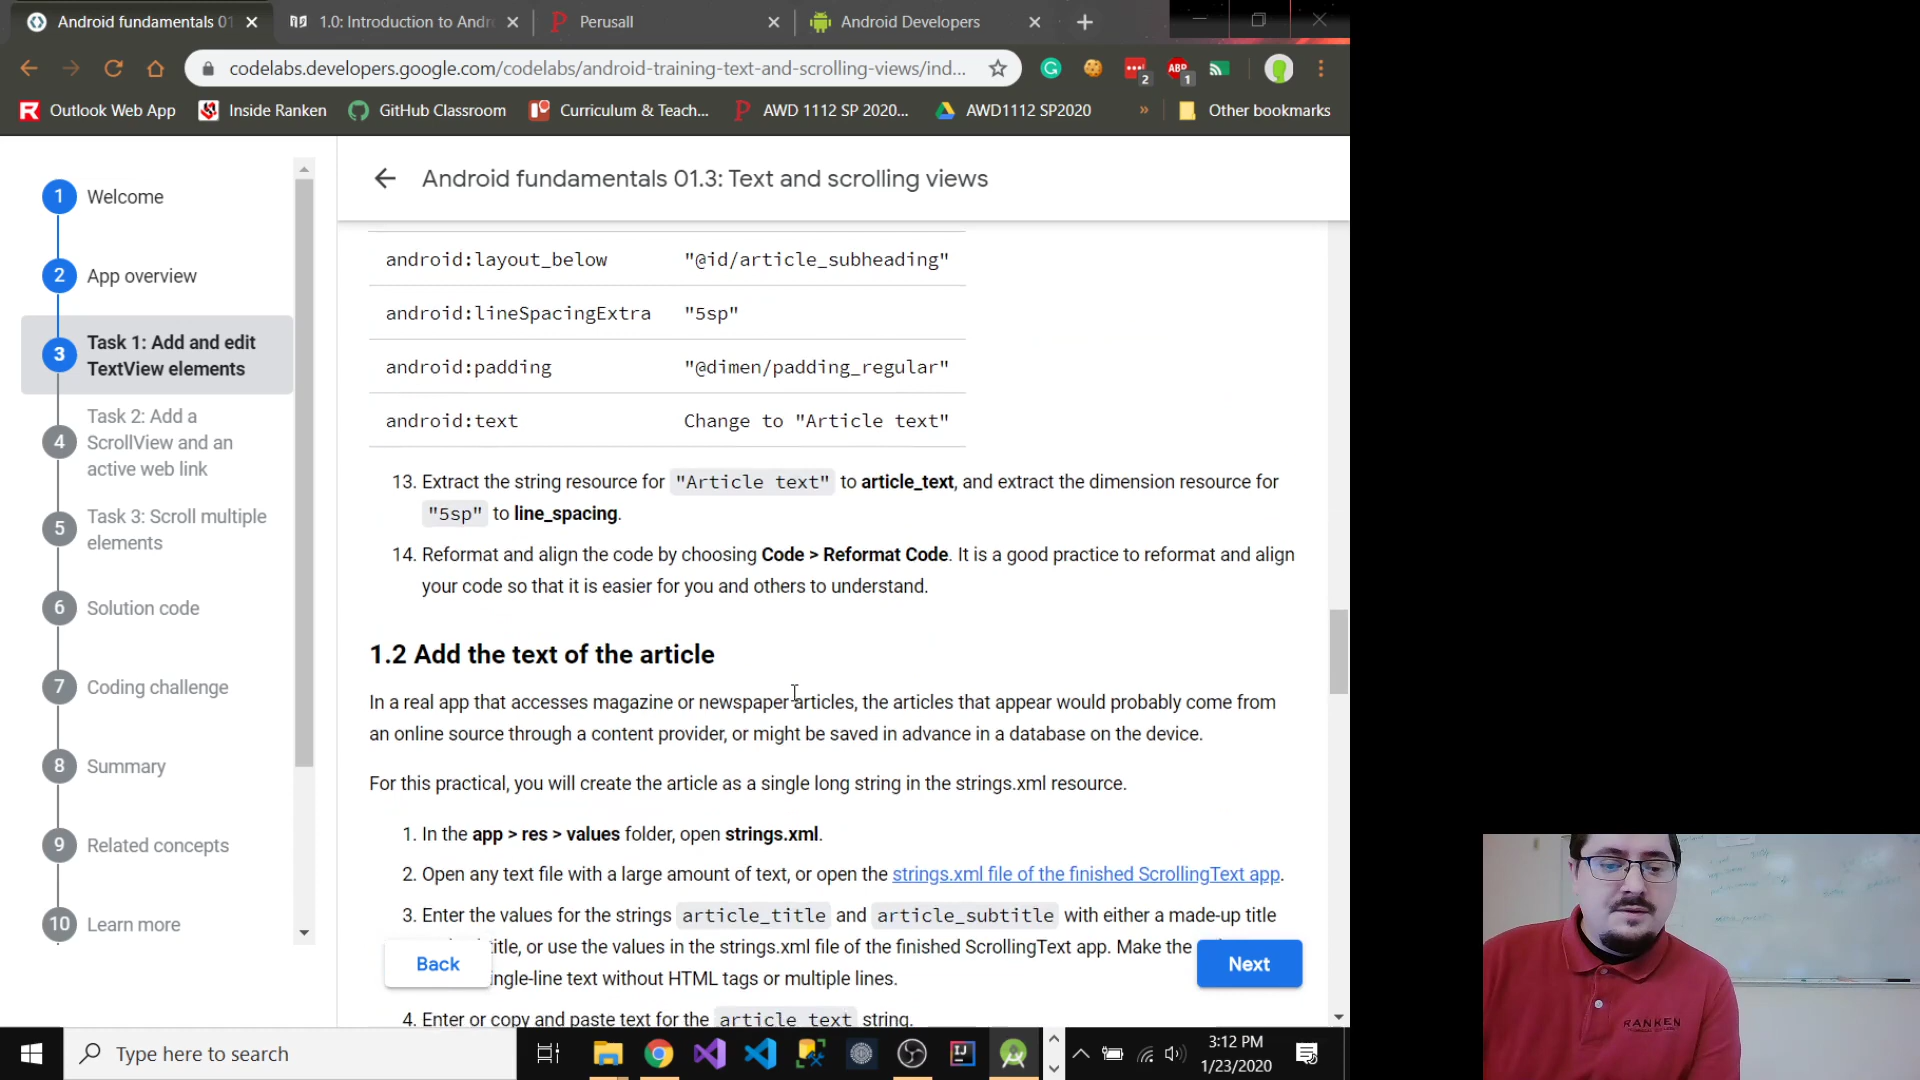 Android fundamentals 01
1.0: Introduction to Andr
Perusall
Android Developers
codelabs.developers.google.com/codelabs/android-training-text-and-scrolling-views/ind...
2
ABP
1
Outlook Web App
Inside Ranken
GitHub Classroom
Curriculum & Teach...
AWD 1112 SP 2020...
AWD1112 SP2020
»
Other bookmarks
1 Welcome
2 App overview
3 Task 1: Add and edit
TextView elements
4 Task 2: Add a
ScrollView and an
active web link
5 Task 3: Scroll multiple
elements
6 Solution code
7 Coding challenge
8 Summary
9 Related concepts
10 Learn more
Android fundamentals 01.3: Text and scrolling views
android:layout_below "@id/article_subheading"
android:lineSpacingExtra "5sp"
android:padding "@dimen/padding_regular"
android:text Change to "Article text"
13. Extract the string resource for "Article text" to article_text, and extract the dimension resource for
"5sp" to line_spacing.
14. Reformat and align the code by choosing Code > Reformat Code. It is a good practice to reformat and align
your code so that it is easier for you and others to understand.
1.2 Add the text of the article
In a real app that accesses magazine or newspaper articles, the articles that appear would probably come from
an online source through a content provider, or might be saved in advance in a database on the device.
For this practical, you will create the article as a single long string in the strings.xml resource.
1. In the app > res > values folder, open strings.xml.
2. Open any text file with a large amount of text, or open the strings.xml file of the finished ScrollingText app.
3. Enter the values for the strings article_title and article_subtitle with either a made-up title
title, or use the values in the strings.xml file of the finished ScrollingText app. Make the
ngle-line text without HTML tags or multiple lines.
4. Enter or copy and paste text for the article_text string.
Back
Next
Type here to search
3:12 PM
1/23/2020
RANKEN